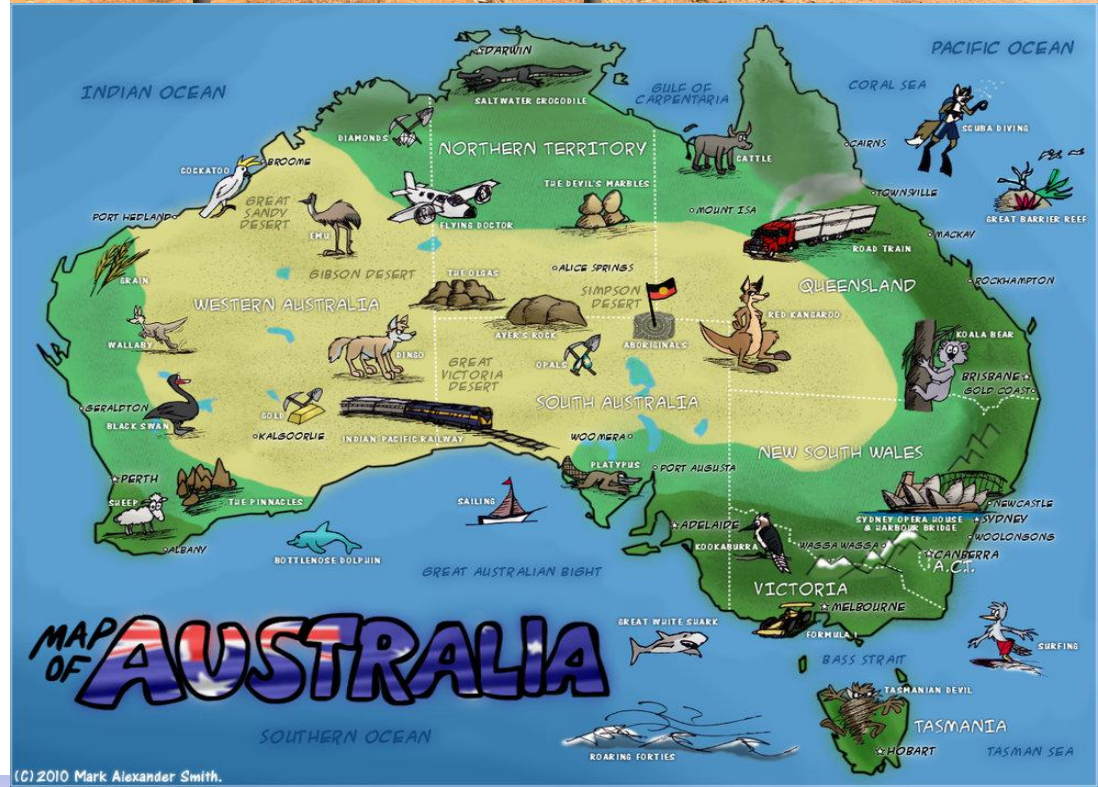 DARWIN
PACIFIC OCEAN
INDIAN OCEAN
SALTWATER CROCODILE
GULF OF
CARPENTARIA
CORAL SEA
SCUBA DIVING
DIAMONDS
NORTHERN TERRITORY
CATTLE
CAIRNS
COCKATOO
BROOME
THE DEVIL'S MARBLES
TOWNSVILLE
GREAT BARRIER REEF
PORT HEDLAND
GREAT
SANDY
DESERT
EMU
FLYING DOCTOR
MOUNT ISA
ROAD TRAIN
MACKAY
GRAIN
GIBSON DESERT
THE OLGAS
ALICE SPRINGS
SIMPSON
DESERT
QUEENSLAND
ROCKHAMPTON
WESTERN AUSTRALIA
RED KANGAROO
WALLABY
DINGO
AYER'S ROCK
ABORIGINALS
KOALA BEAR
GREAT
VICTORIA
DESERT
OPALS
BRISBANE
GOLD COAST
GERALDTON
BLACK SWAN
GOLD
SOUTH AUSTRALIA
KALGOORLIE
INDIAN-PACIFIC RAILWAY
WOOMERA
NEW SOUTH WALES
PLATYPUS
PORT AUGUSTA
PERTH
SHEEP
THE PINNACLES
SAILING
NEWCASTLE
SYDNEY OPERA HOUSE
& HARBOUR BRIDGE
SYDNEY
ADELAIDE
WOOLONGONG
ALBANY
BOTTLENOSE DOLPHIN
KOOKABURRA
WAGGA WAGGA
CANBERRA
A.C.T.
GREAT AUSTRALIAN BIGHT
VICTORIA
MELBOURNE
FORMULA 1
GREAT WHITE SHARK
SURFING
MAP
OF
AUSTRALIA
BASS STRAIT
TASMANIAN DEVIL
TASMANIA
SOUTHERN OCEAN
ROARING FORTIES
HOBART
TASMAN SEA
(C) 2010 Mark Alexander Smith.